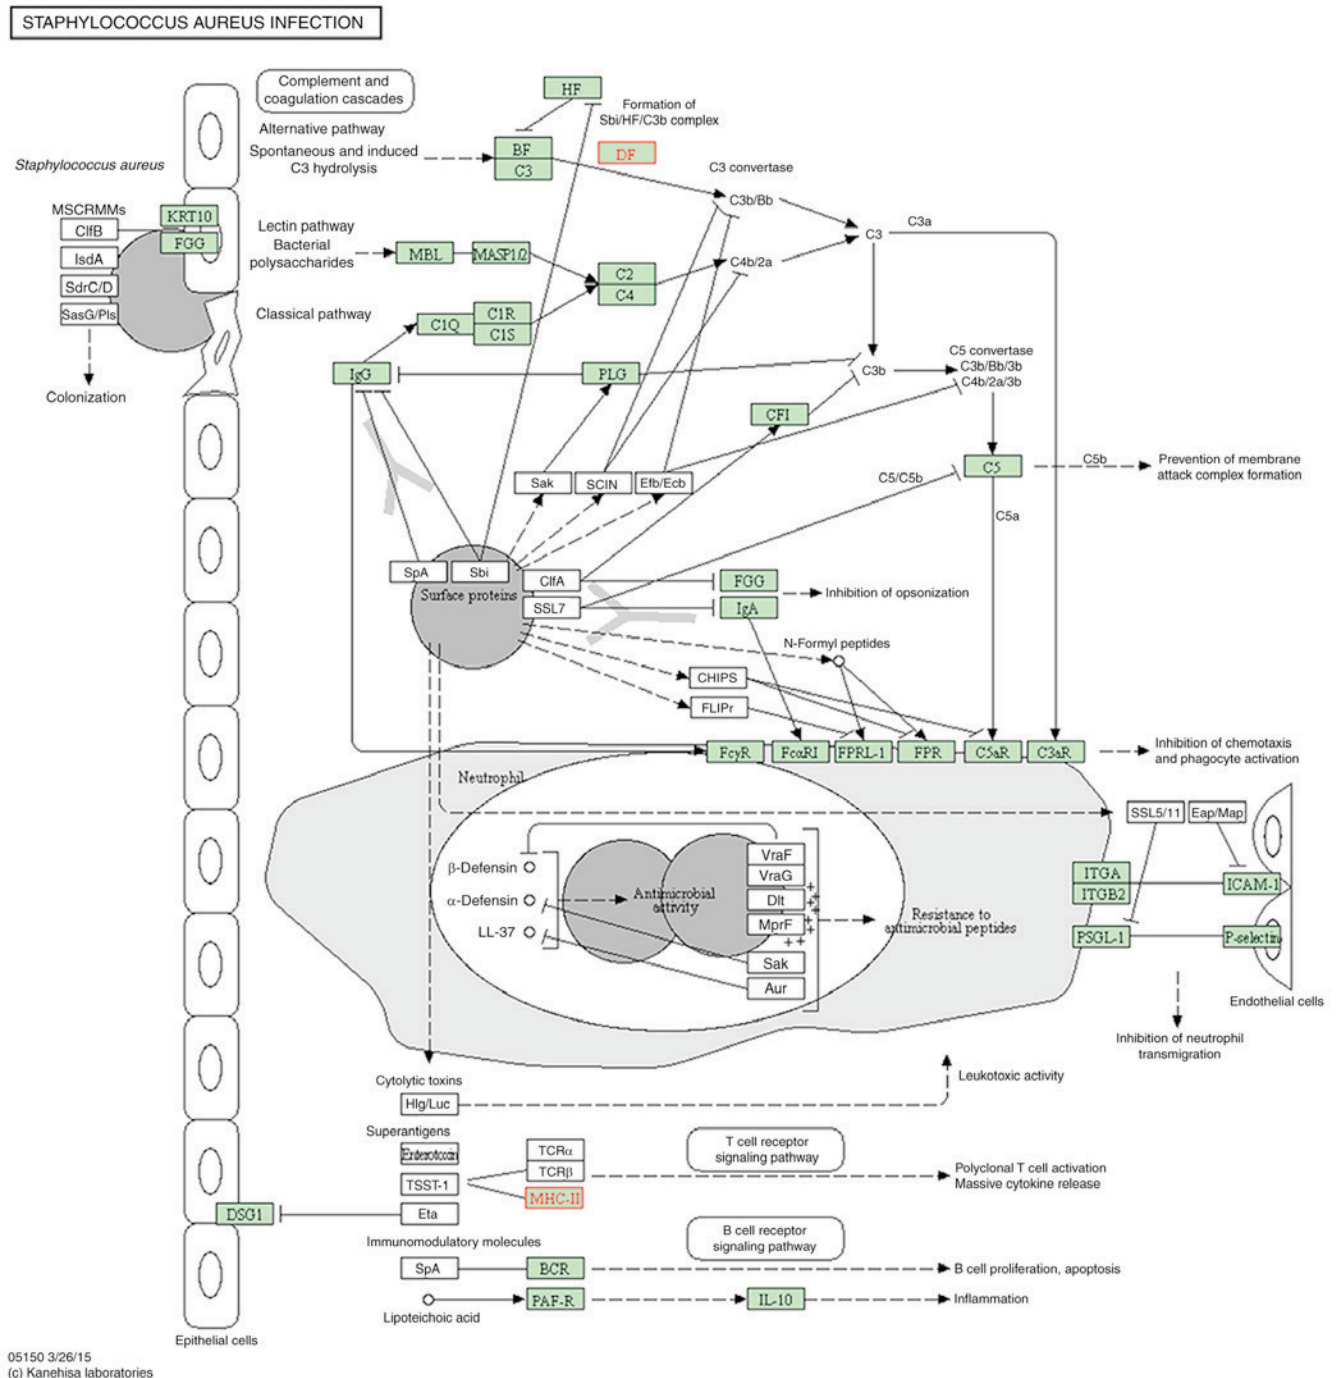 STAPHYLOCOCCUS AUREUS INFECTION
Complement and
coagulation cascades
HF
Formation of
Sbi/HF/C3b complex
Alternative pathway
Spontaneous and induced
C3 hydrolysis
BF
C3
DF
C3 convertase
C3b/Bb
C3
C3a
Staphylococcus aureus
MSCRMMs
ClfB
IsdA
SdrC/D
SasG/Pls
KRT10
FGG
Colonization
Lectin pathway
Bacterial
polysaccharides
MBL
MASP1/2
C2
C4
C4b/2a
Classical pathway
C1Q
C1R
C1S
IgG
PLG
C3b
C5 convertase
C3b/Bb/3b
C4b/2a/3b
CFI
C5
C5b
Prevention of membrane
attack complex formation
Sak
SCIN
Efb/Ecb
C5/C5b
C5a
SpA
Sbi
Surface proteins
ClfA
SSL7
FGG
IgA
Inhibition of opsonization
N-Formyl peptides
CHIPS
FLIPr
FcγR
FcαRI
FPRL-1
FPR
C5aR
C3aR
Inhibition of chemotaxis
and phagocyte activation
Neutrophil
SSL5/11
Eap/Map
β-Defensin
α-Defensin
LL-37
Antimicrobial
activity
VraF
VraG
Dlt
MprF
Sak
Aur
+
+
+
+
+
+
+ +
Resistance to
antimicrobial peptides
ITGA
ITGB2
ICAM-1
PSGL-1
P-selectin
Endothelial cells
Inhibition of neutrophil
transmigration
Cytolytic toxins
Hlg/Luc
Leukotoxic activity
Superantigens
Enterotoxin
TSST-1
Eta
DSG1
TCRα
TCRβ
MHC-II
T cell receptor
signaling pathway
Polyclonal T cell activation
Massive cytokine release
Immunomodulatory molecules
SpA
BCR
B cell receptor
signaling pathway
B cell proliferation, apoptosis
Lipoteichoic acid
PAF-R
IL-10
Inflammation
Epithelial cells
05150 3/26/15
(c) Kanehisa laboratories